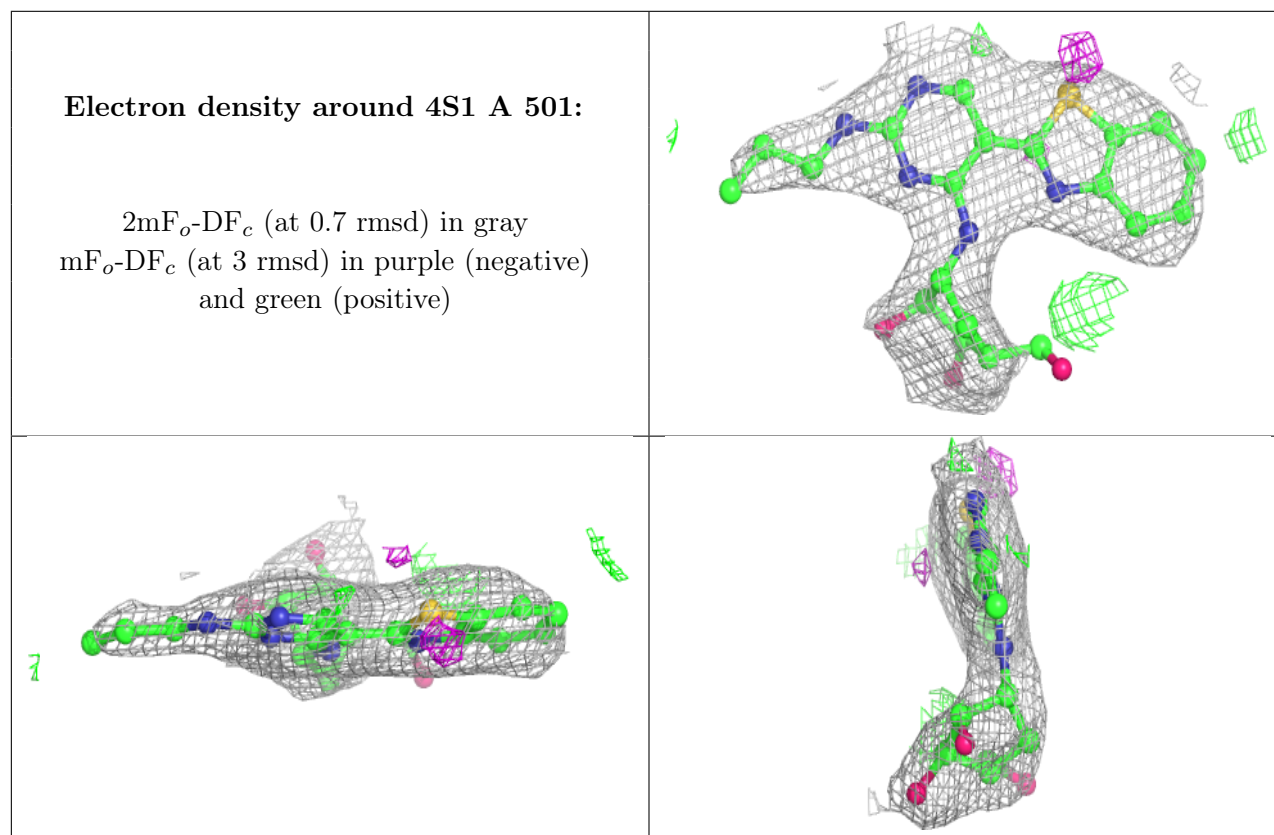 Electron density around 4S1 A 501:
2mFo-DFc (at 0.7 rmsd) in gray
mFo-DFc (at 3 rmsd) in purple (negative)
and green (positive)